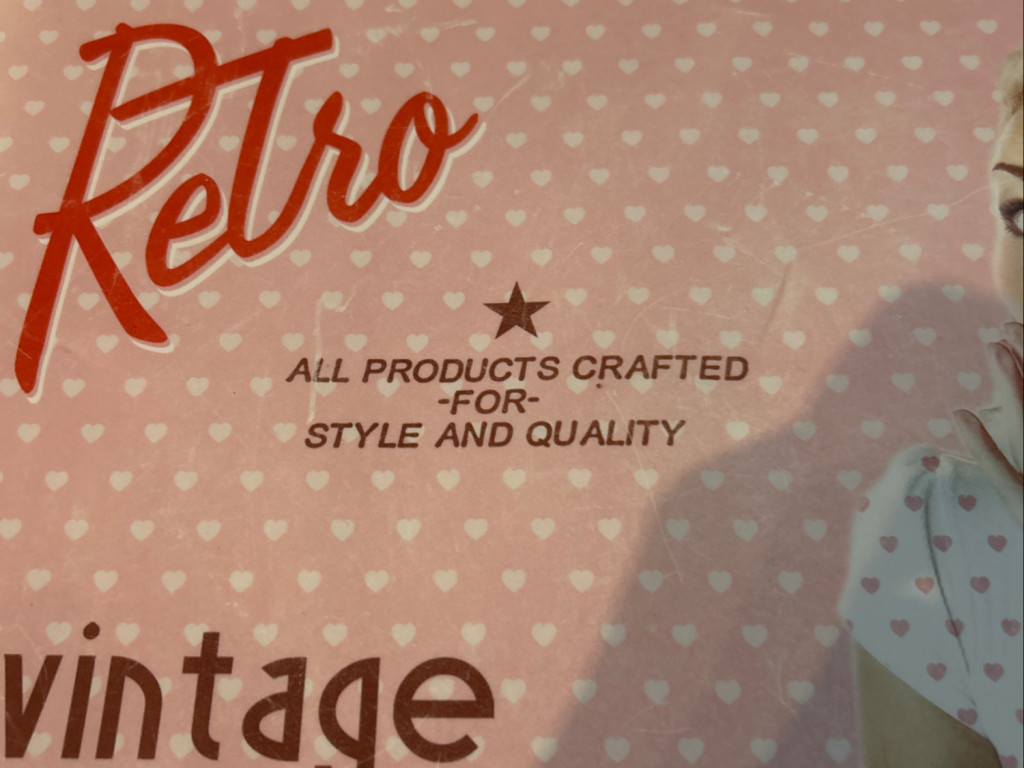 Retro
ALL PRODUCTS CRAFTED
-FOR-
STYLE AND QUALITY
vintage